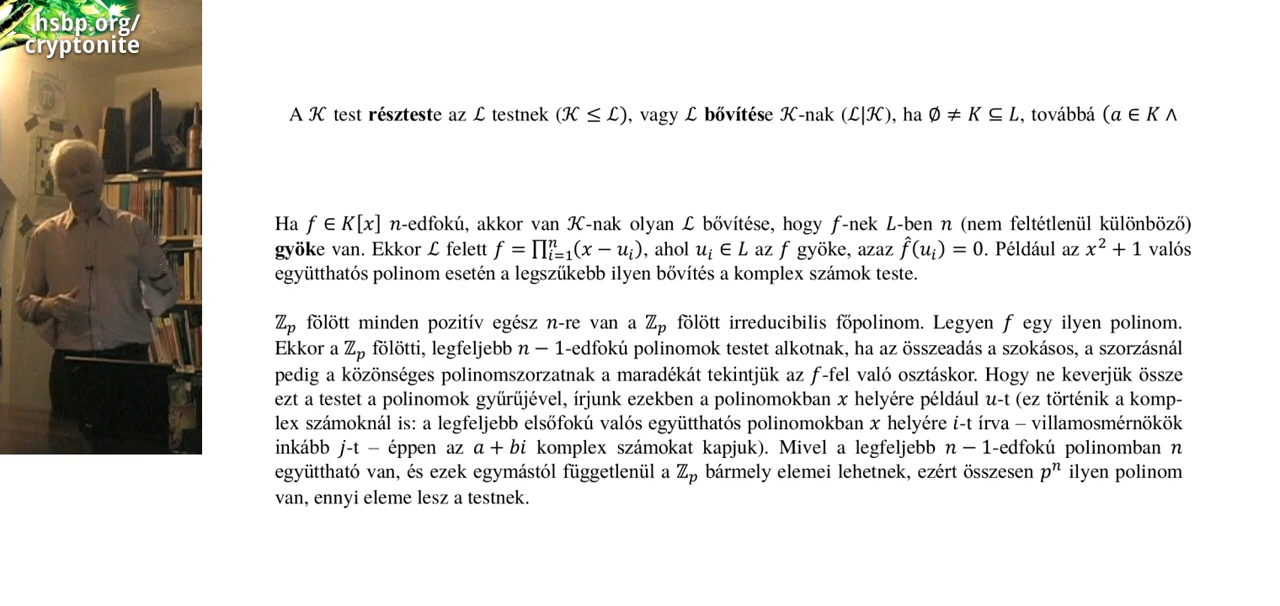 hsbp.org/
cryptonite
A 𝒦 test részteste az ℒ testnek (𝒦 ≤ ℒ), vagy ℒ bővítése 𝒦-nak (ℒ|𝒦), ha ∅ ≠ K ⊆ L, továbbá (a ∈ K ∧
Ha f ∈ K[x] n-edfokú, akkor van 𝒦-nak olyan ℒ bővítése, hogy f-nek L-ben n (nem feltétlenül különböző)
gyöke van. Ekkor ℒ felett f = ∏ⁿᵢ₌₁(x − uᵢ), ahol uᵢ ∈ L az f gyöke, azaz f̂(uᵢ) = 0. Például az x² + 1 valós
együtthatós polinom esetén a legszűkebb ilyen bővítés a komplex számok teste.
ℤₚ fölött minden pozitív egész n-re van a ℤₚ fölött irreducibilis főpolinom. Legyen f egy ilyen polinom.
Ekkor a ℤₚ fölötti, legfeljebb n − 1-edfokú polinomok testet alkotnak, ha az összeadás a szokásos, a szorzásnál
pedig a közönséges polinomszorzatnak a maradékát tekintjük az f-fel való osztáskor. Hogy ne keverjük össze
ezt a testet a polinomok gyűrűjével, írjunk ezekben a polinomokban x helyére például u-t (ez történik a komp-
lex számoknál is: a legfeljebb elsőfokú valós együtthatós polinomokban x helyére i-t írva – villamosmérnökök
inkább j-t – éppen az a + bi komplex számokat kapjuk). Mivel a legfeljebb n − 1-edfokú polinomban n
együttható van, és ezek egymástól függetlenül a ℤₚ bármely elemei lehetnek, ezért összesen pⁿ ilyen polinom
van, ennyi eleme lesz a testnek.